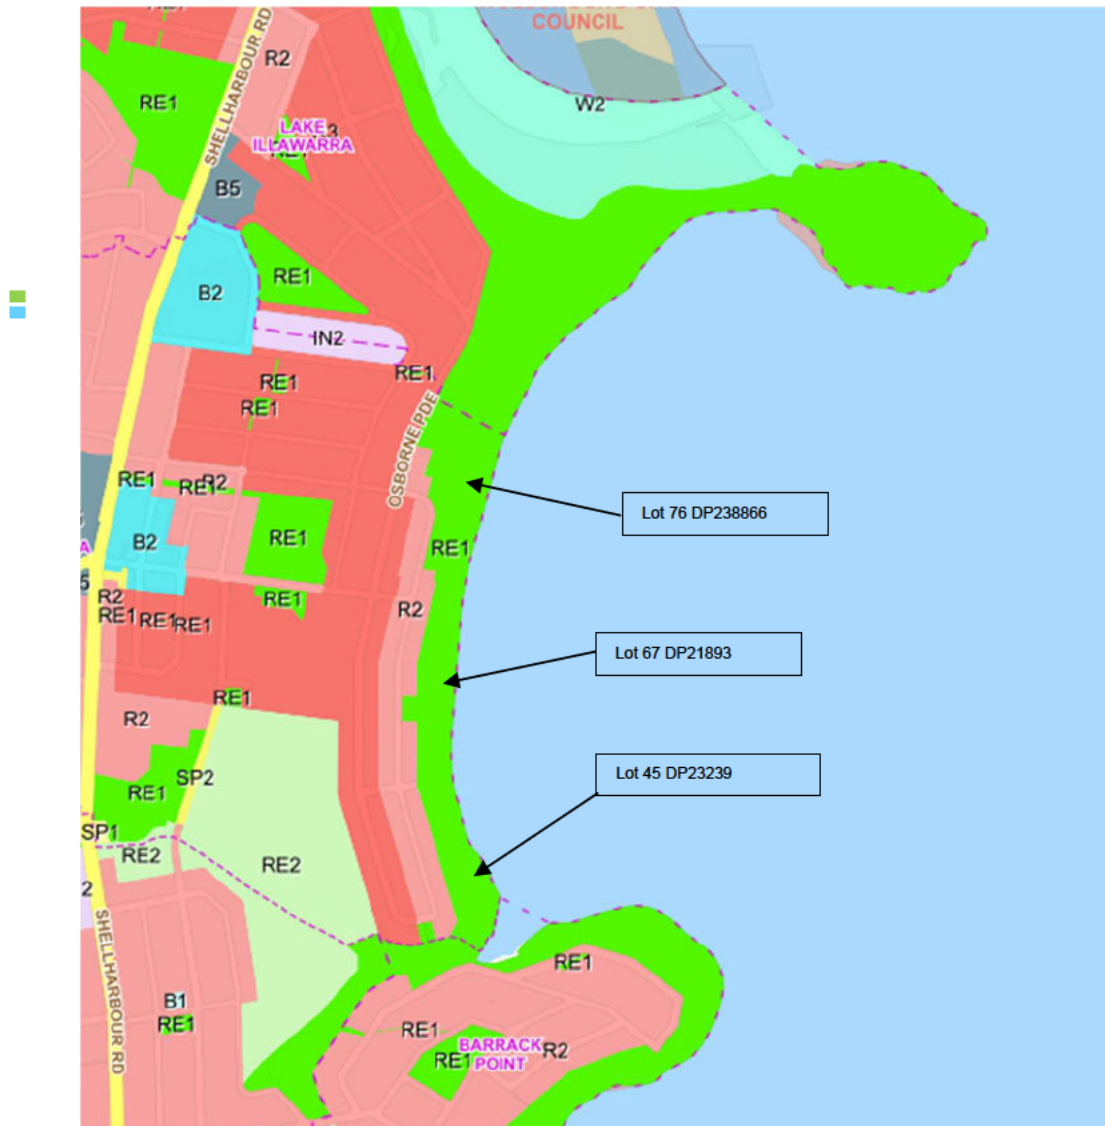 COUNCIL
SHELLHARBOUR RD
R2
RE1
W2
LAKE
ILLAWARRA
B5
RE1
B2
IN2
RE1
RE1
RE1
OSBORNE PDE
RE1
RE1
R2
Lot 76 DP238866
RE1
B2
RE1
R2
RE1
R2
RE1
RE1
RE1
Lot 67 DP21893
RE1
R2
SP2
RE1
Lot 45 DP23239
SP1
RE2
RE2
SHELLHARBOUR RD
RE1
B1
RE1
RE1
BARRACK
POINT
RE1
R2